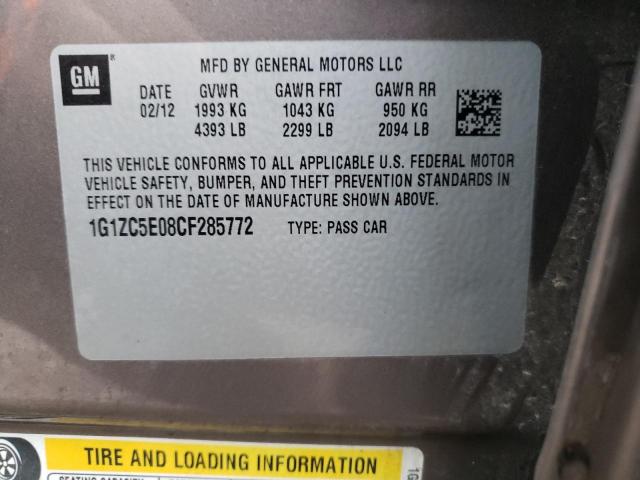 GM
MFD BY GENERAL MOTORS LLC
DATE GVWR GAWR FRT GAWR RR
02/12 1993 KG 1043 KG 950 KG
4393 LB 2299 LB 2094 LB
THIS VEHICLE CONFORMS TO ALL APPLICABLE U.S. FEDERAL MOTOR
VEHICLE SAFETY, BUMPER, AND THEFT PREVENTION STANDARDS IN
EFFECT ON THE DATE OF MANUFACTURE SHOWN ABOVE.
1G1ZC5E08CF285772 TYPE: PASS CAR
TIRE AND LOADING INFORMATION
SEATING CAPACITY